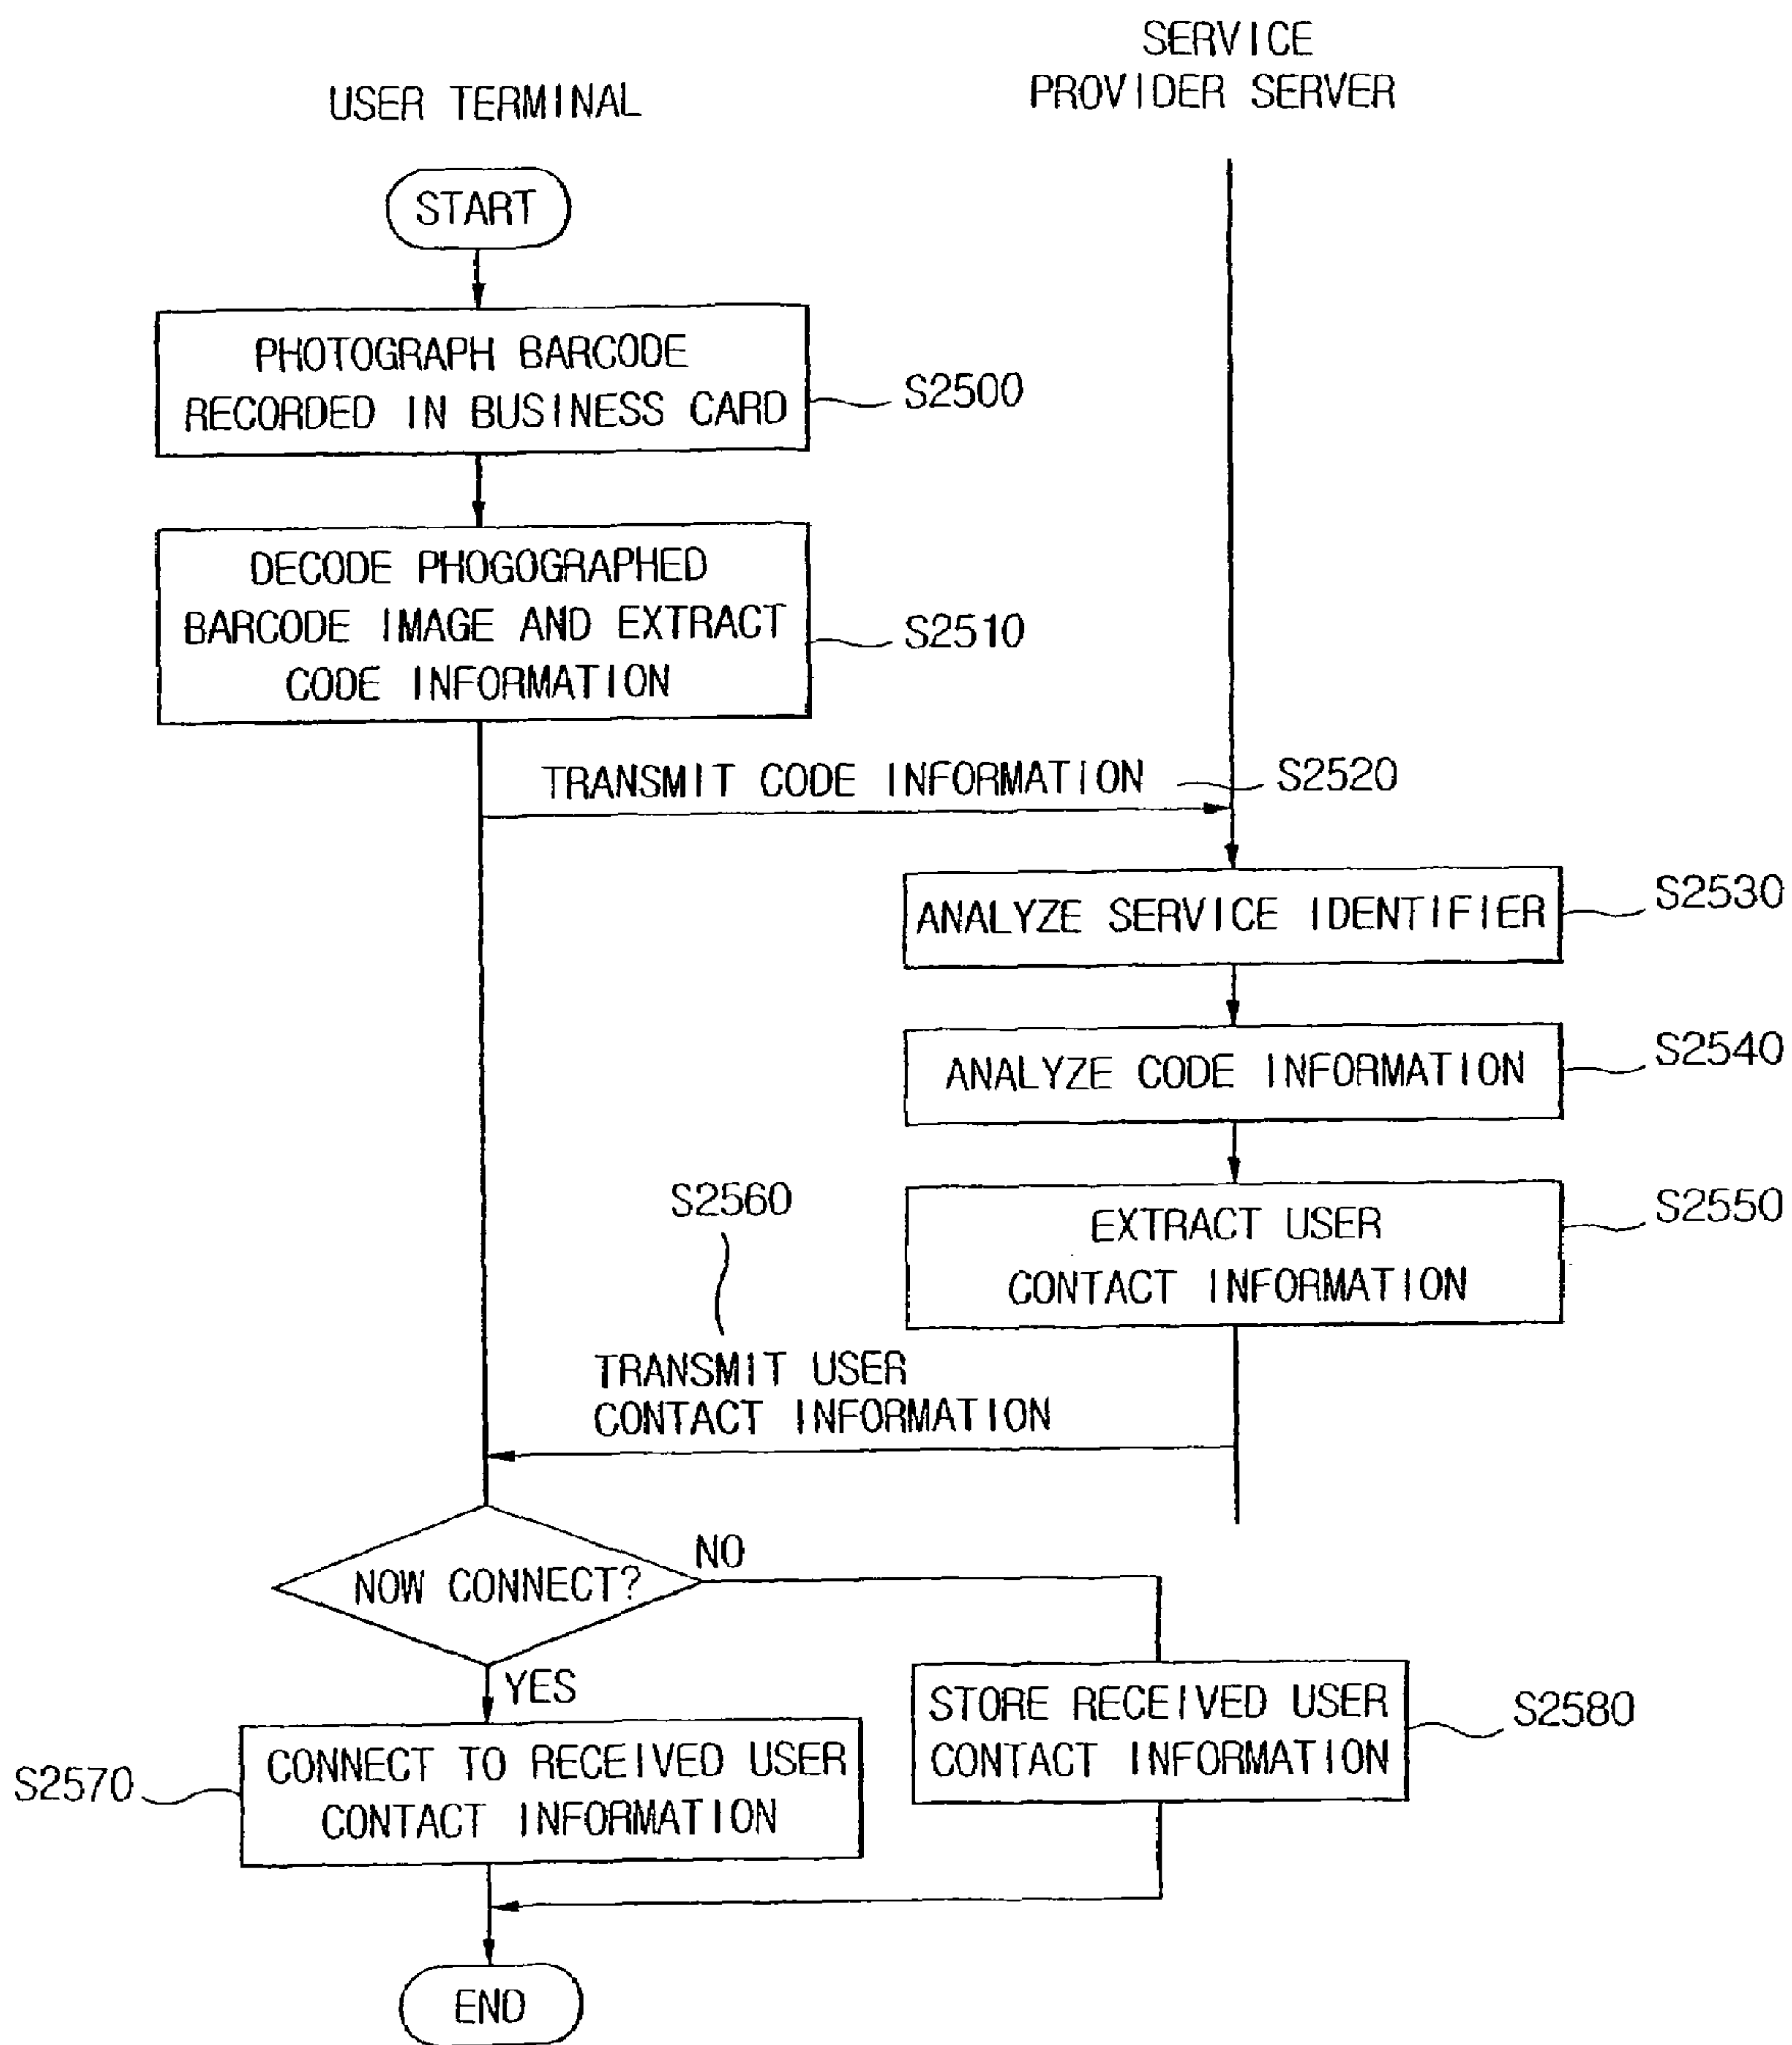 USER TERMINAL
SERVICE
PROVIDER SERVER
START
PHOTOGRAPH BARCODE
RECORDED IN BUSINESS CARD
S2500
DECODE PHOGOGRAPHED
BARCODE IMAGE AND EXTRACT
CODE INFORMATION
S2510
TRANSMIT CODE INFORMATION
S2520
ANALYZE SERVICE IDENTIFIER
S2530
ANALYZE CODE INFORMATION
S2540
EXTRACT USER
CONTACT INFORMATION
S2550
S2560
TRANSMIT USER
CONTACT INFORMATION
NOW CONNECT?
NO
YES
STORE RECEIVED USER
CONTACT INFORMATION
S2580
CONNECT TO RECEIVED USER
CONTACT INFORMATION
S2570
END